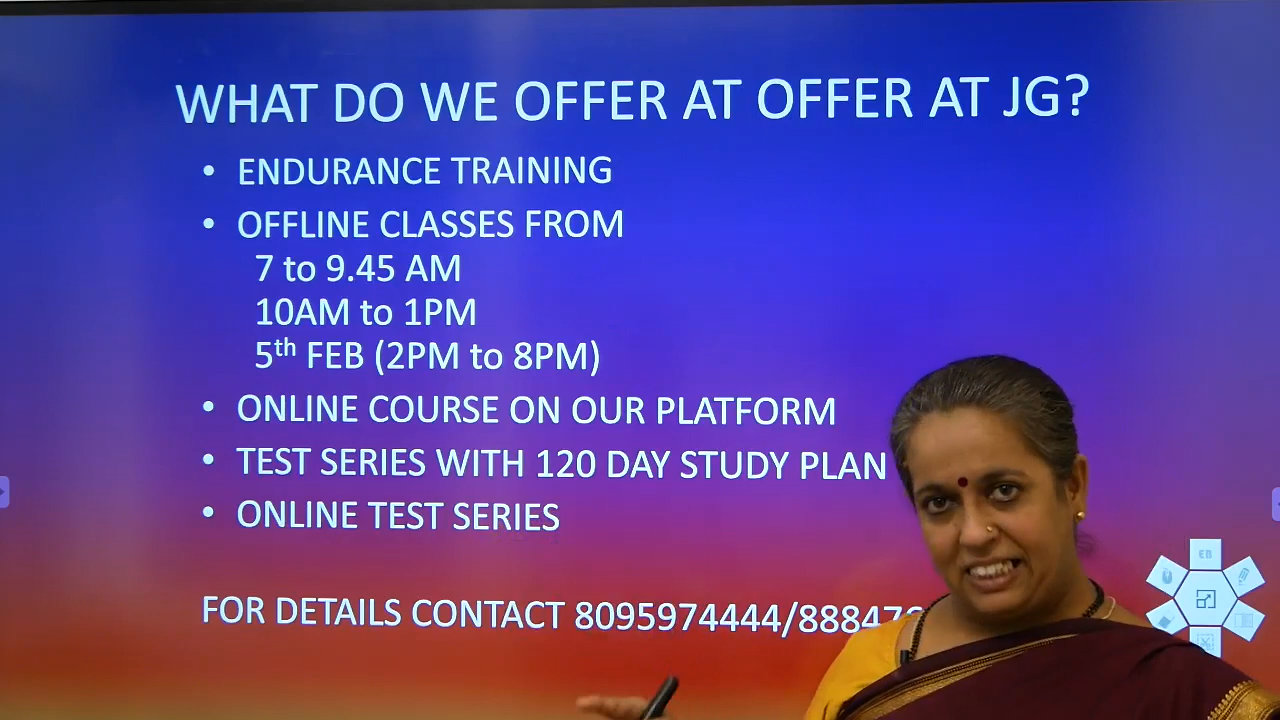 WHAT DO WE OFFER AT OFFER AT JG?
• ENDURANCE TRAINING
• OFFLINE CLASSES FROM
7 to 9.45 AM
10AM to 1PM
5th FEB (2PM to 8PM)
• ONLINE COURSE ON OUR PLATFORM
• TEST SERIES WITH 120 DAY STUDY PLAN
• ONLINE TEST SERIES
EB
FOR DETAILS CONTACT 8095974444/